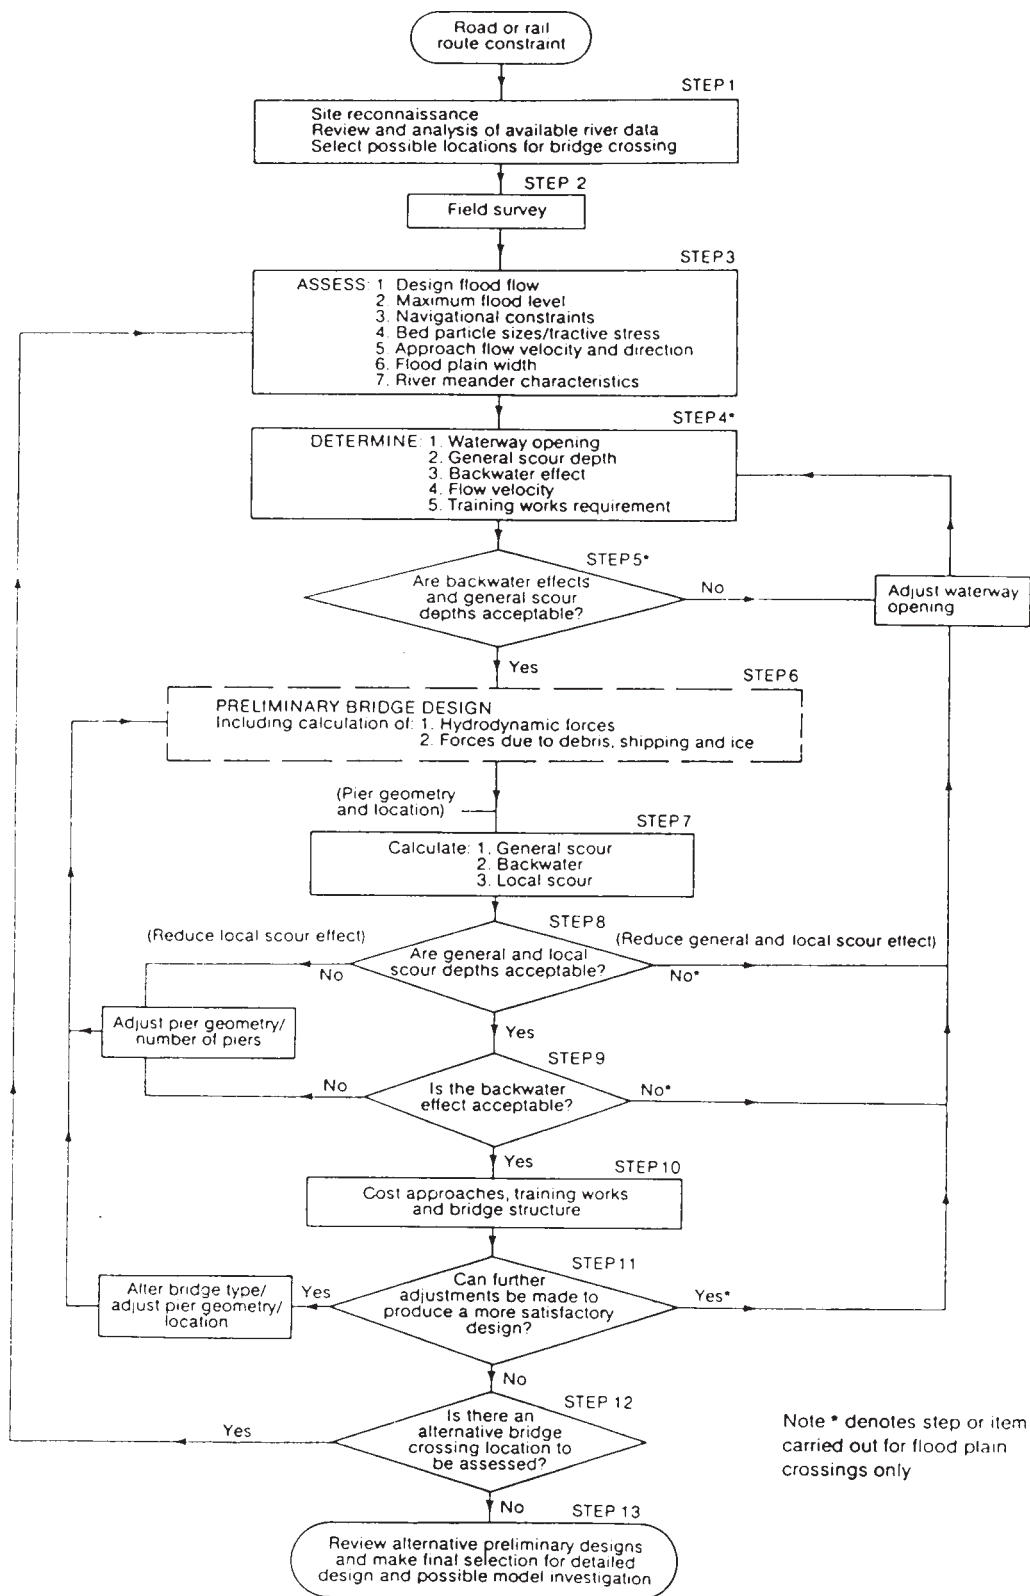 Road or rail
route constraint
STEP 1
Site reconnaissance
Review and analysis of available river data
Select possible locations for bridge crossing
STEP 2
Field survey
STEP 3
ASSESS: 1. Design flood flow
2. Maximum flood level
3. Navigational constraints
4. Bed particle sizes/tractive stress
5. Approach flow velocity and direction
6. Flood plain width
7. River meander characteristics
STEP 4*
DETERMINE: 1. Waterway opening
2. General scour depth
3. Backwater effect
4. Flow velocity
5. Training works requirement
STEP 5*
Are backwater effects
and general scour
depths acceptable?
No
Adjust waterway
opening
Yes
STEP 6
PRELIMINARY BRIDGE DESIGN
Including calculation of: 1. Hydrodynamic forces
2. Forces due to debris, shipping and ice
(Pier geometry
and location)
STEP 7
Calculate: 1. General scour
2. Backwater
3. Local scour
STEP 8
(Reduce local scour effect)
(Reduce general and local scour effect)
Are general and local
scour depths acceptable?
No
No*
Adjust pier geometry/
number of piers
Yes
STEP 9
No
Is the backwater
effect acceptable?
No*
Yes
STEP 10
Cost approaches, training works
and bridge structure
STEP 11
Can further
adjustments be made to
produce a more satisfactory
design?
Alter bridge type/
adjust pier geometry/
location
Yes
Yes*
No
STEP 12
Yes
Is there an
alternative bridge
crossing location to
be assessed?
Note * denotes step or item
carried out for flood plain
crossings only
No
STEP 13
Review alternative preliminary designs
and make final selection for detailed
design and possible model investigation